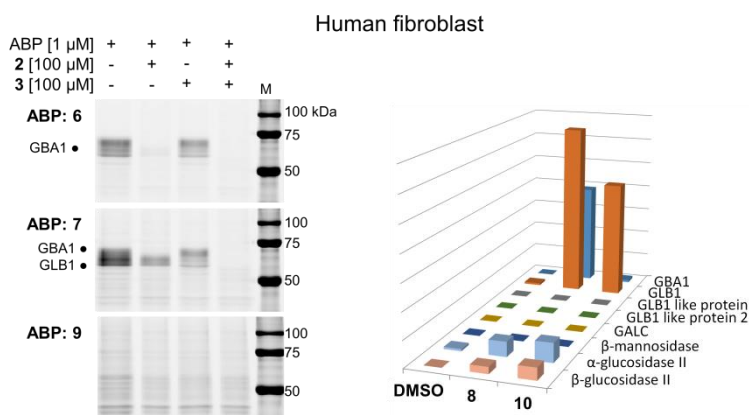 Human fibroblast
ABP [1 µM] + + + +
2 [100 µM] - + - +
3 [100 µM] - - + +
M
ABP: 6
100 kDa
75
GBA1 •
50
ABP: 7
100
GBA1 •
75
GLB1 •
50
ABP: 9
100
75
50
GBA1
GLB1
GLB1 like protein
GLB1 like protein 2
GALC
β-mannosidase
α-glucosidase II
β-glucosidase II
DMSO 8 10